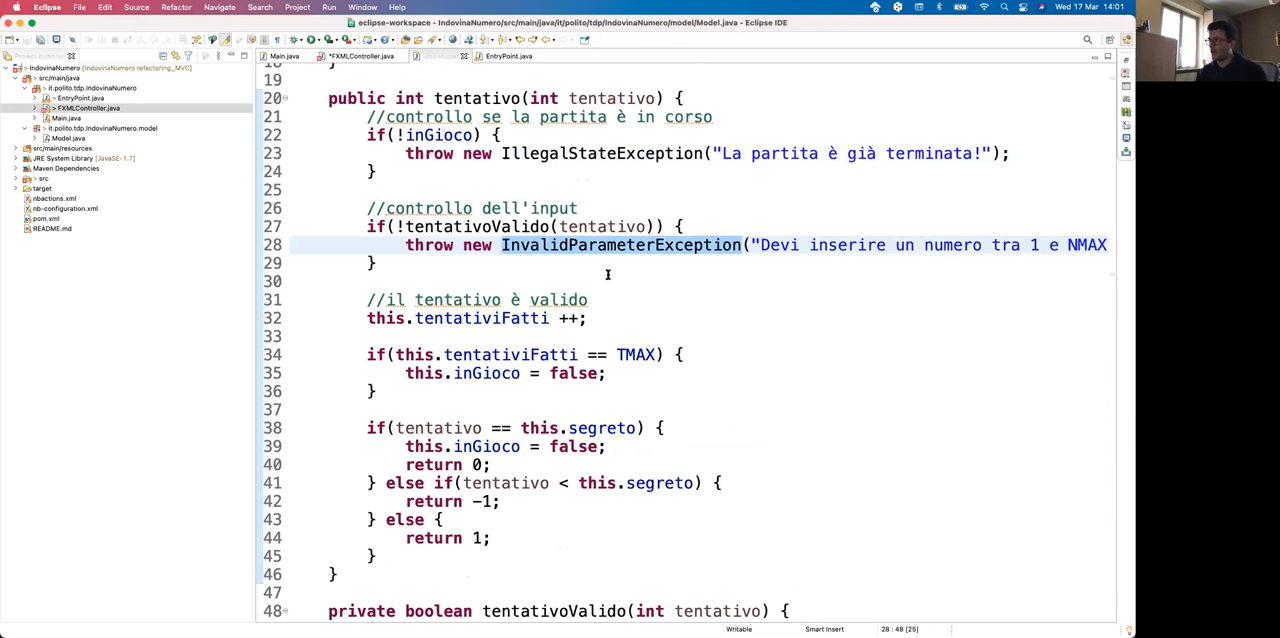 Eclipse File Edit Source Refactor Navigate Search Project Run Window Help Wed 17 Mar 14:01
eclipse-workspace - IndovinaNumero/src/main/java/it/polito/tdp/IndovinaNumero/model/Model.java - Eclipse IDE
Project Explorer
Main.java *FXMLController.java EntryPoint.java
IndovinaNumero [IndovinaNumero refactoring_MVC]
src/main/java
it.polito.tdp.IndovinaNumero
> EntryPoint.java
> FXMLController.java
Main.java
it.polito.tdp.IndovinaNumero.model
Model.java
src/main/resources
JRE System Library [JavaSE-1.7]
Maven Dependencies
> src
target
nbactions.xml
nb-configuration.xml
pom.xml
README.md
18 }
19
20 public int tentativo(int tentativo) {
21 //controllo se la partita è in corso
22 if(!inGioco) {
23 throw new IllegalStateException("La partita è già terminata!");
24 }
25
26 //controllo dell'input
27 if(!tentativoValido(tentativo)) {
28 throw new InvalidParameterException("Devi inserire un numero tra 1 e NMAX
29 }
30
31 //il tentativo è valido
32 this.tentativiFatti ++;
33
34 if(this.tentativiFatti == TMAX) {
35 this.inGioco = false;
36 }
37
38 if(tentativo == this.segreto) {
39 this.inGioco = false;
40 return 0;
41 } else if(tentativo < this.segreto) {
42 return -1;
43 } else {
44 return 1;
45 }
46 }
47
48 private boolean tentativoValido(int tentativo) {
Writable Smart Insert 28 : 48 [25]